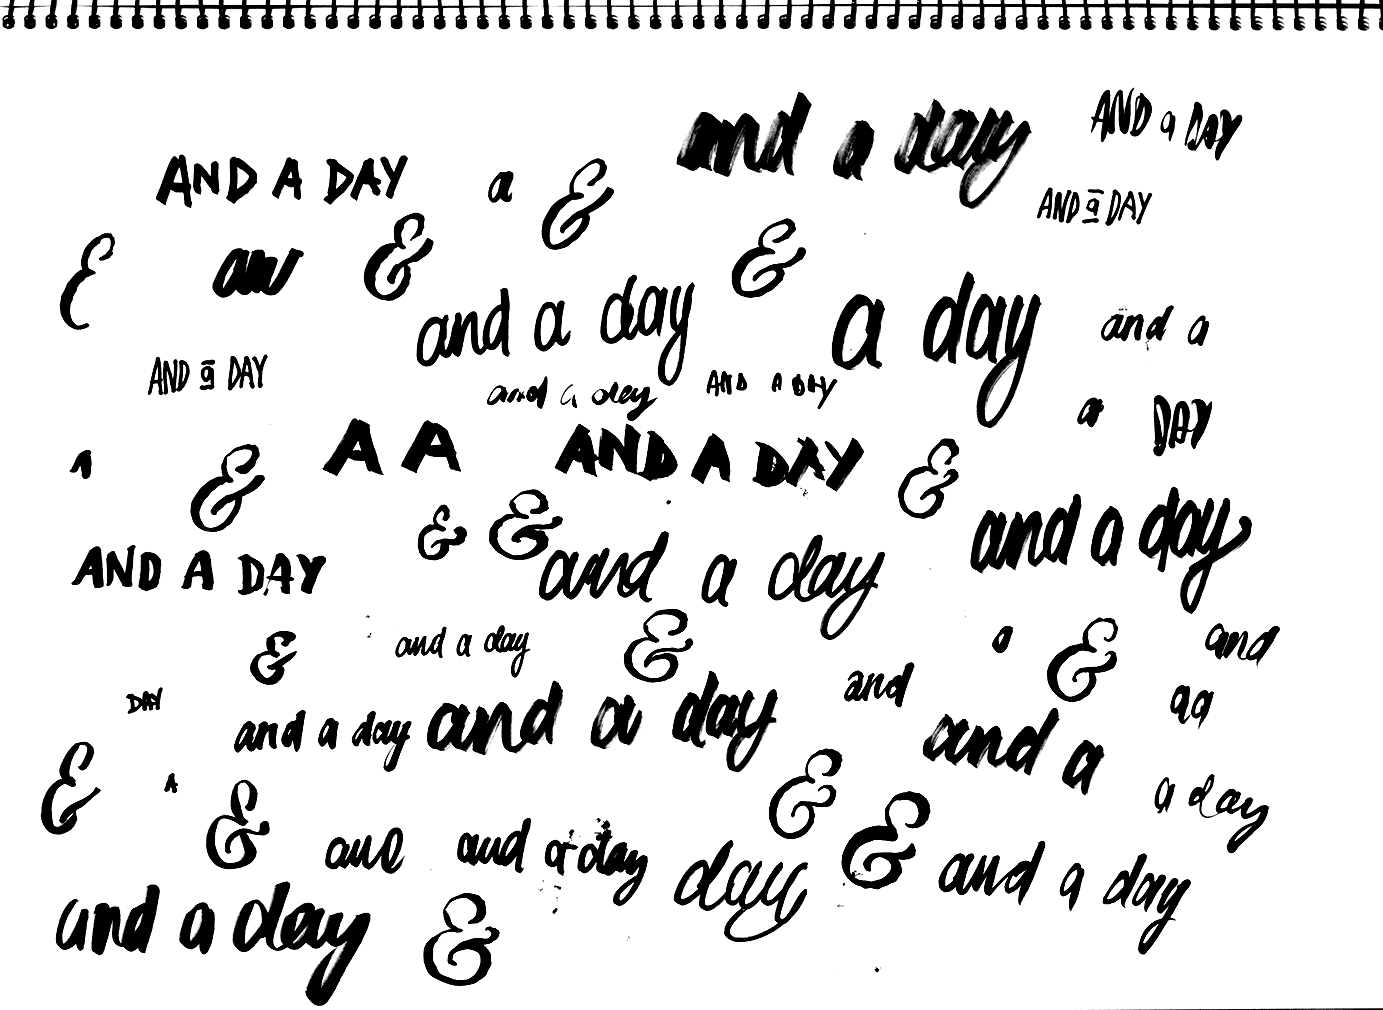 and a day AND a DAY
AND A DAY a &
AND a DAY
&
&
and a day a day and a
AND a DAY
and a day AND A DAY
a DAY
A A AND A DAY
A & &
& & and a day
AND A DAY and a day
& and a day & a & and
DAY and a day and a day and aa
and a
& A & & a day
and and a day day & and a day
and a day &